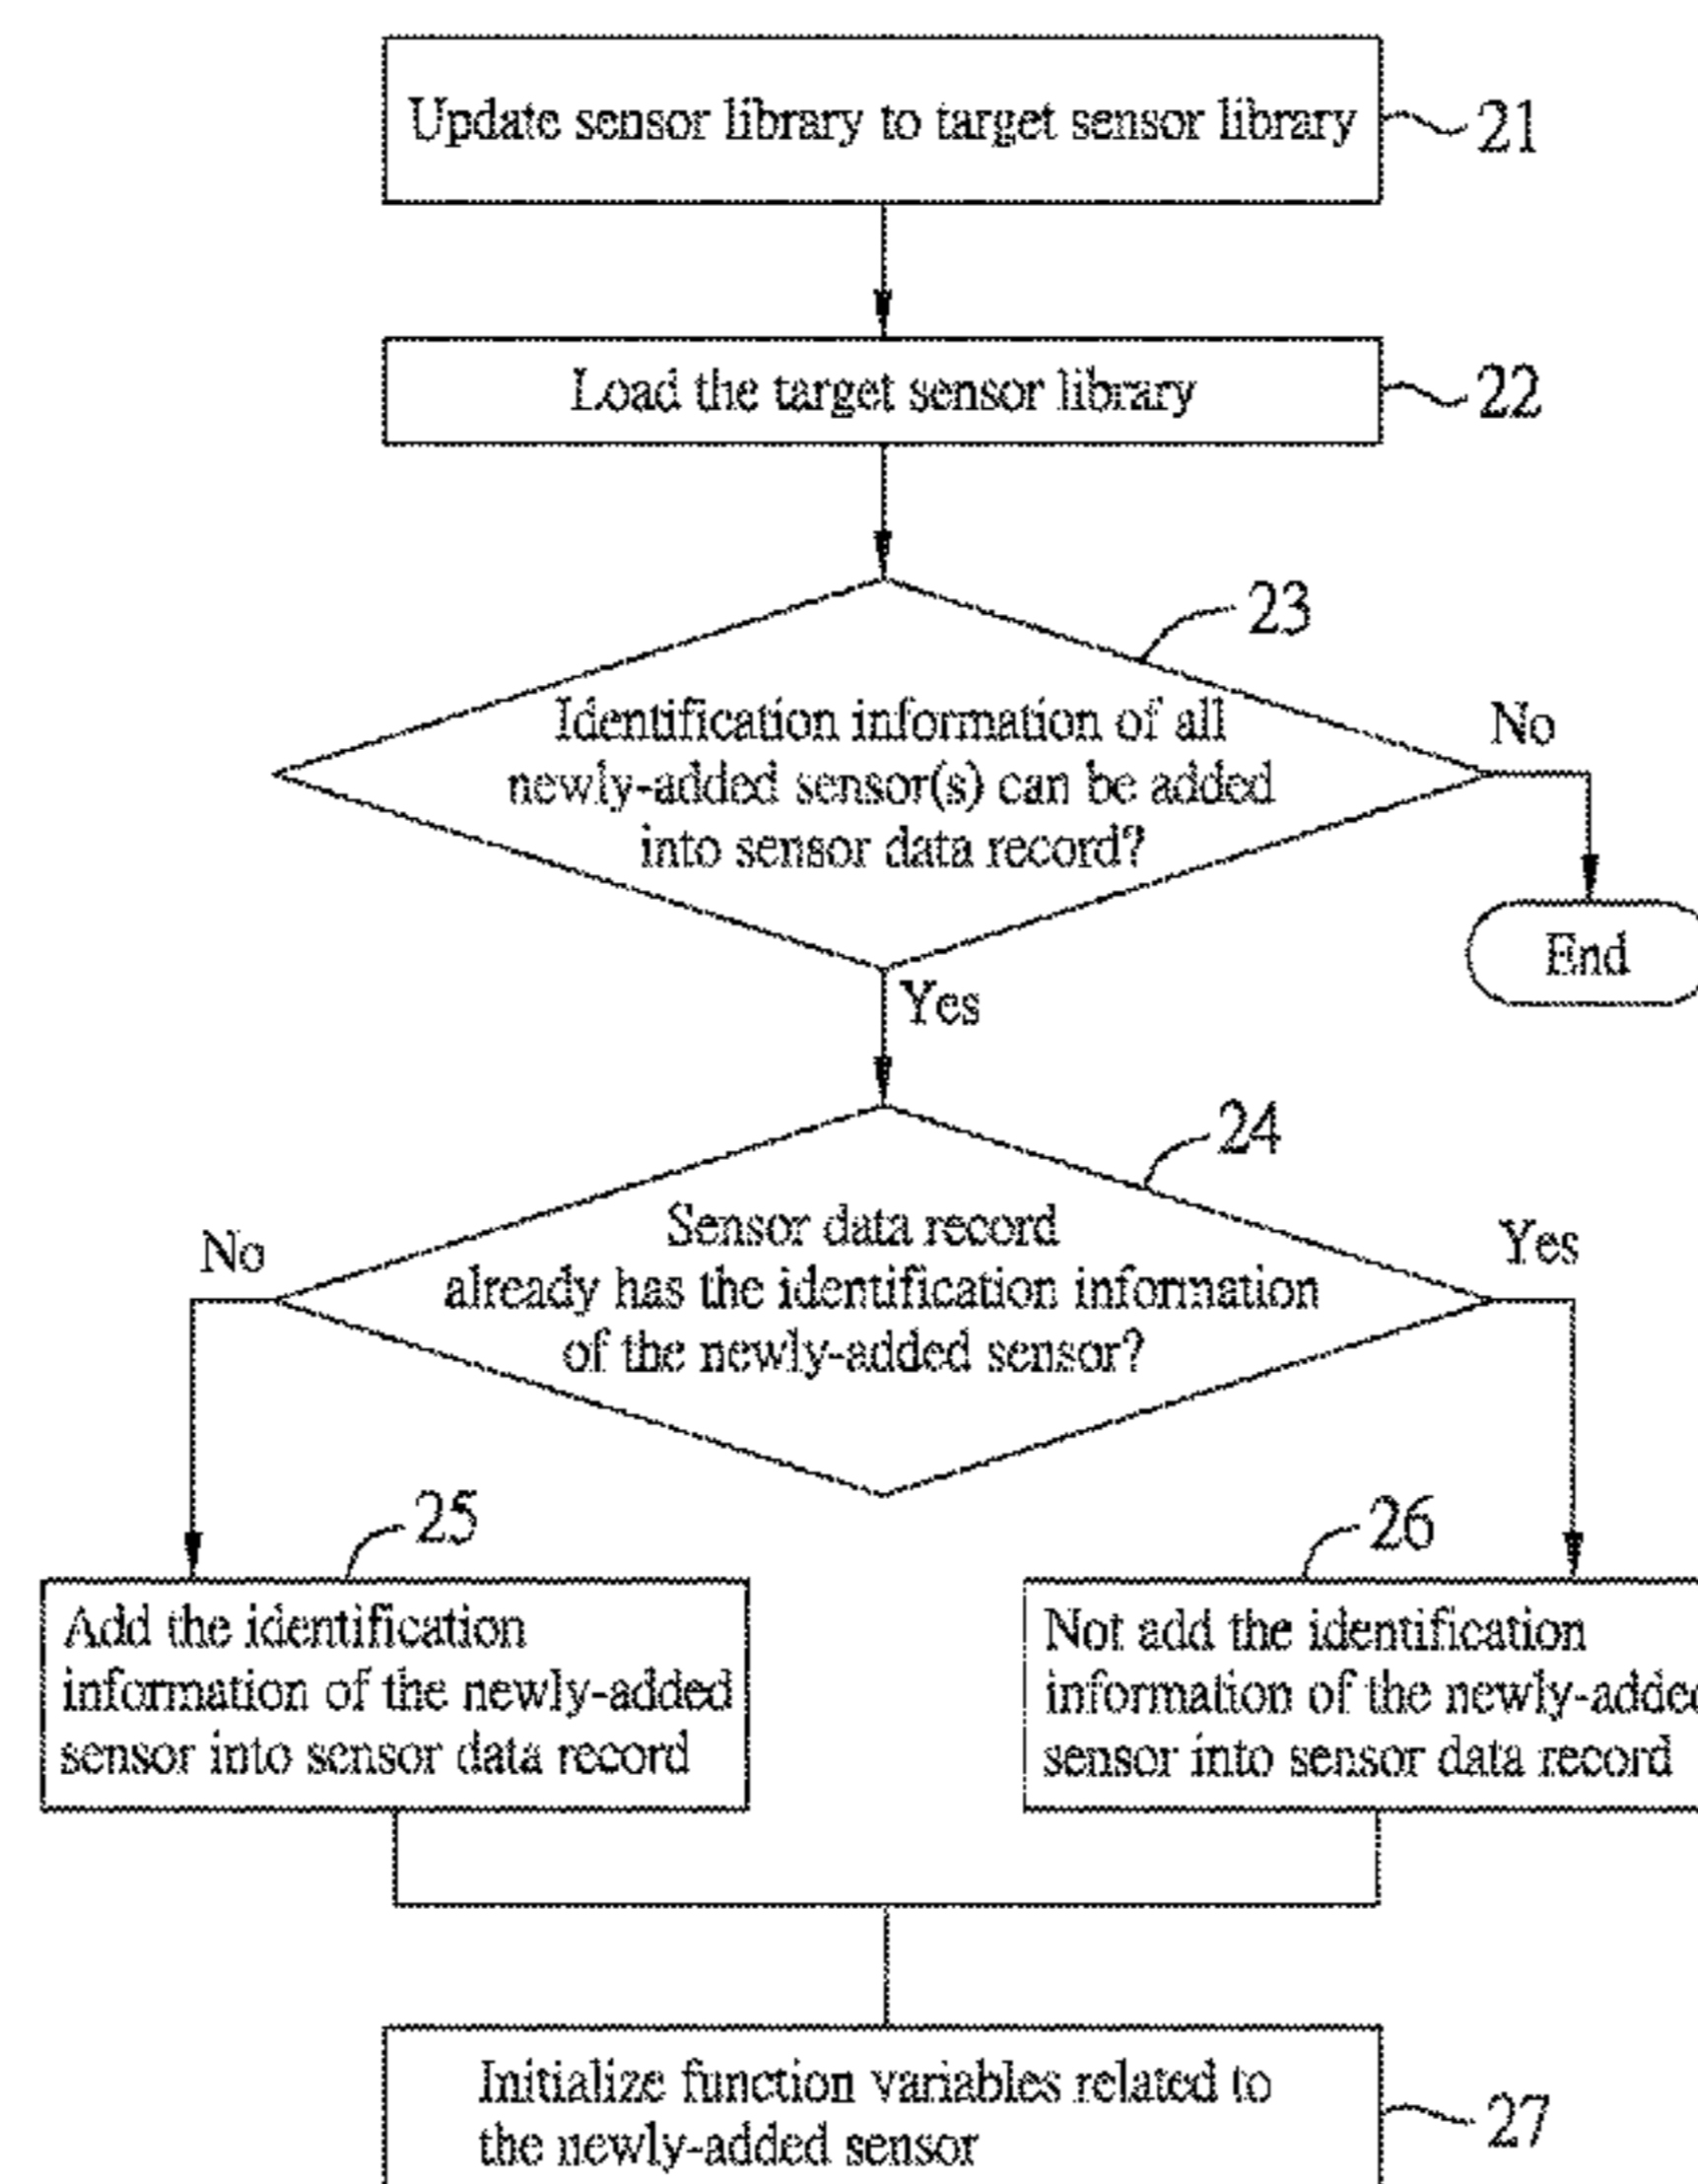 Update sensor library to target sensor library
21
Load the target sensor library
22
23
Identification information of all
newly-added sensor(s) can be added
into sensor data record?
No
End
Yes
24
Sensor data record
already has the identification information
of the newly-added sensor?
No
Yes
25
Add the identification
information of the newly-added
sensor into sensor data record
26
Not add the identification
information of the newly-added
sensor into sensor data record
Initialize function variables related to
the newly-added sensor
27